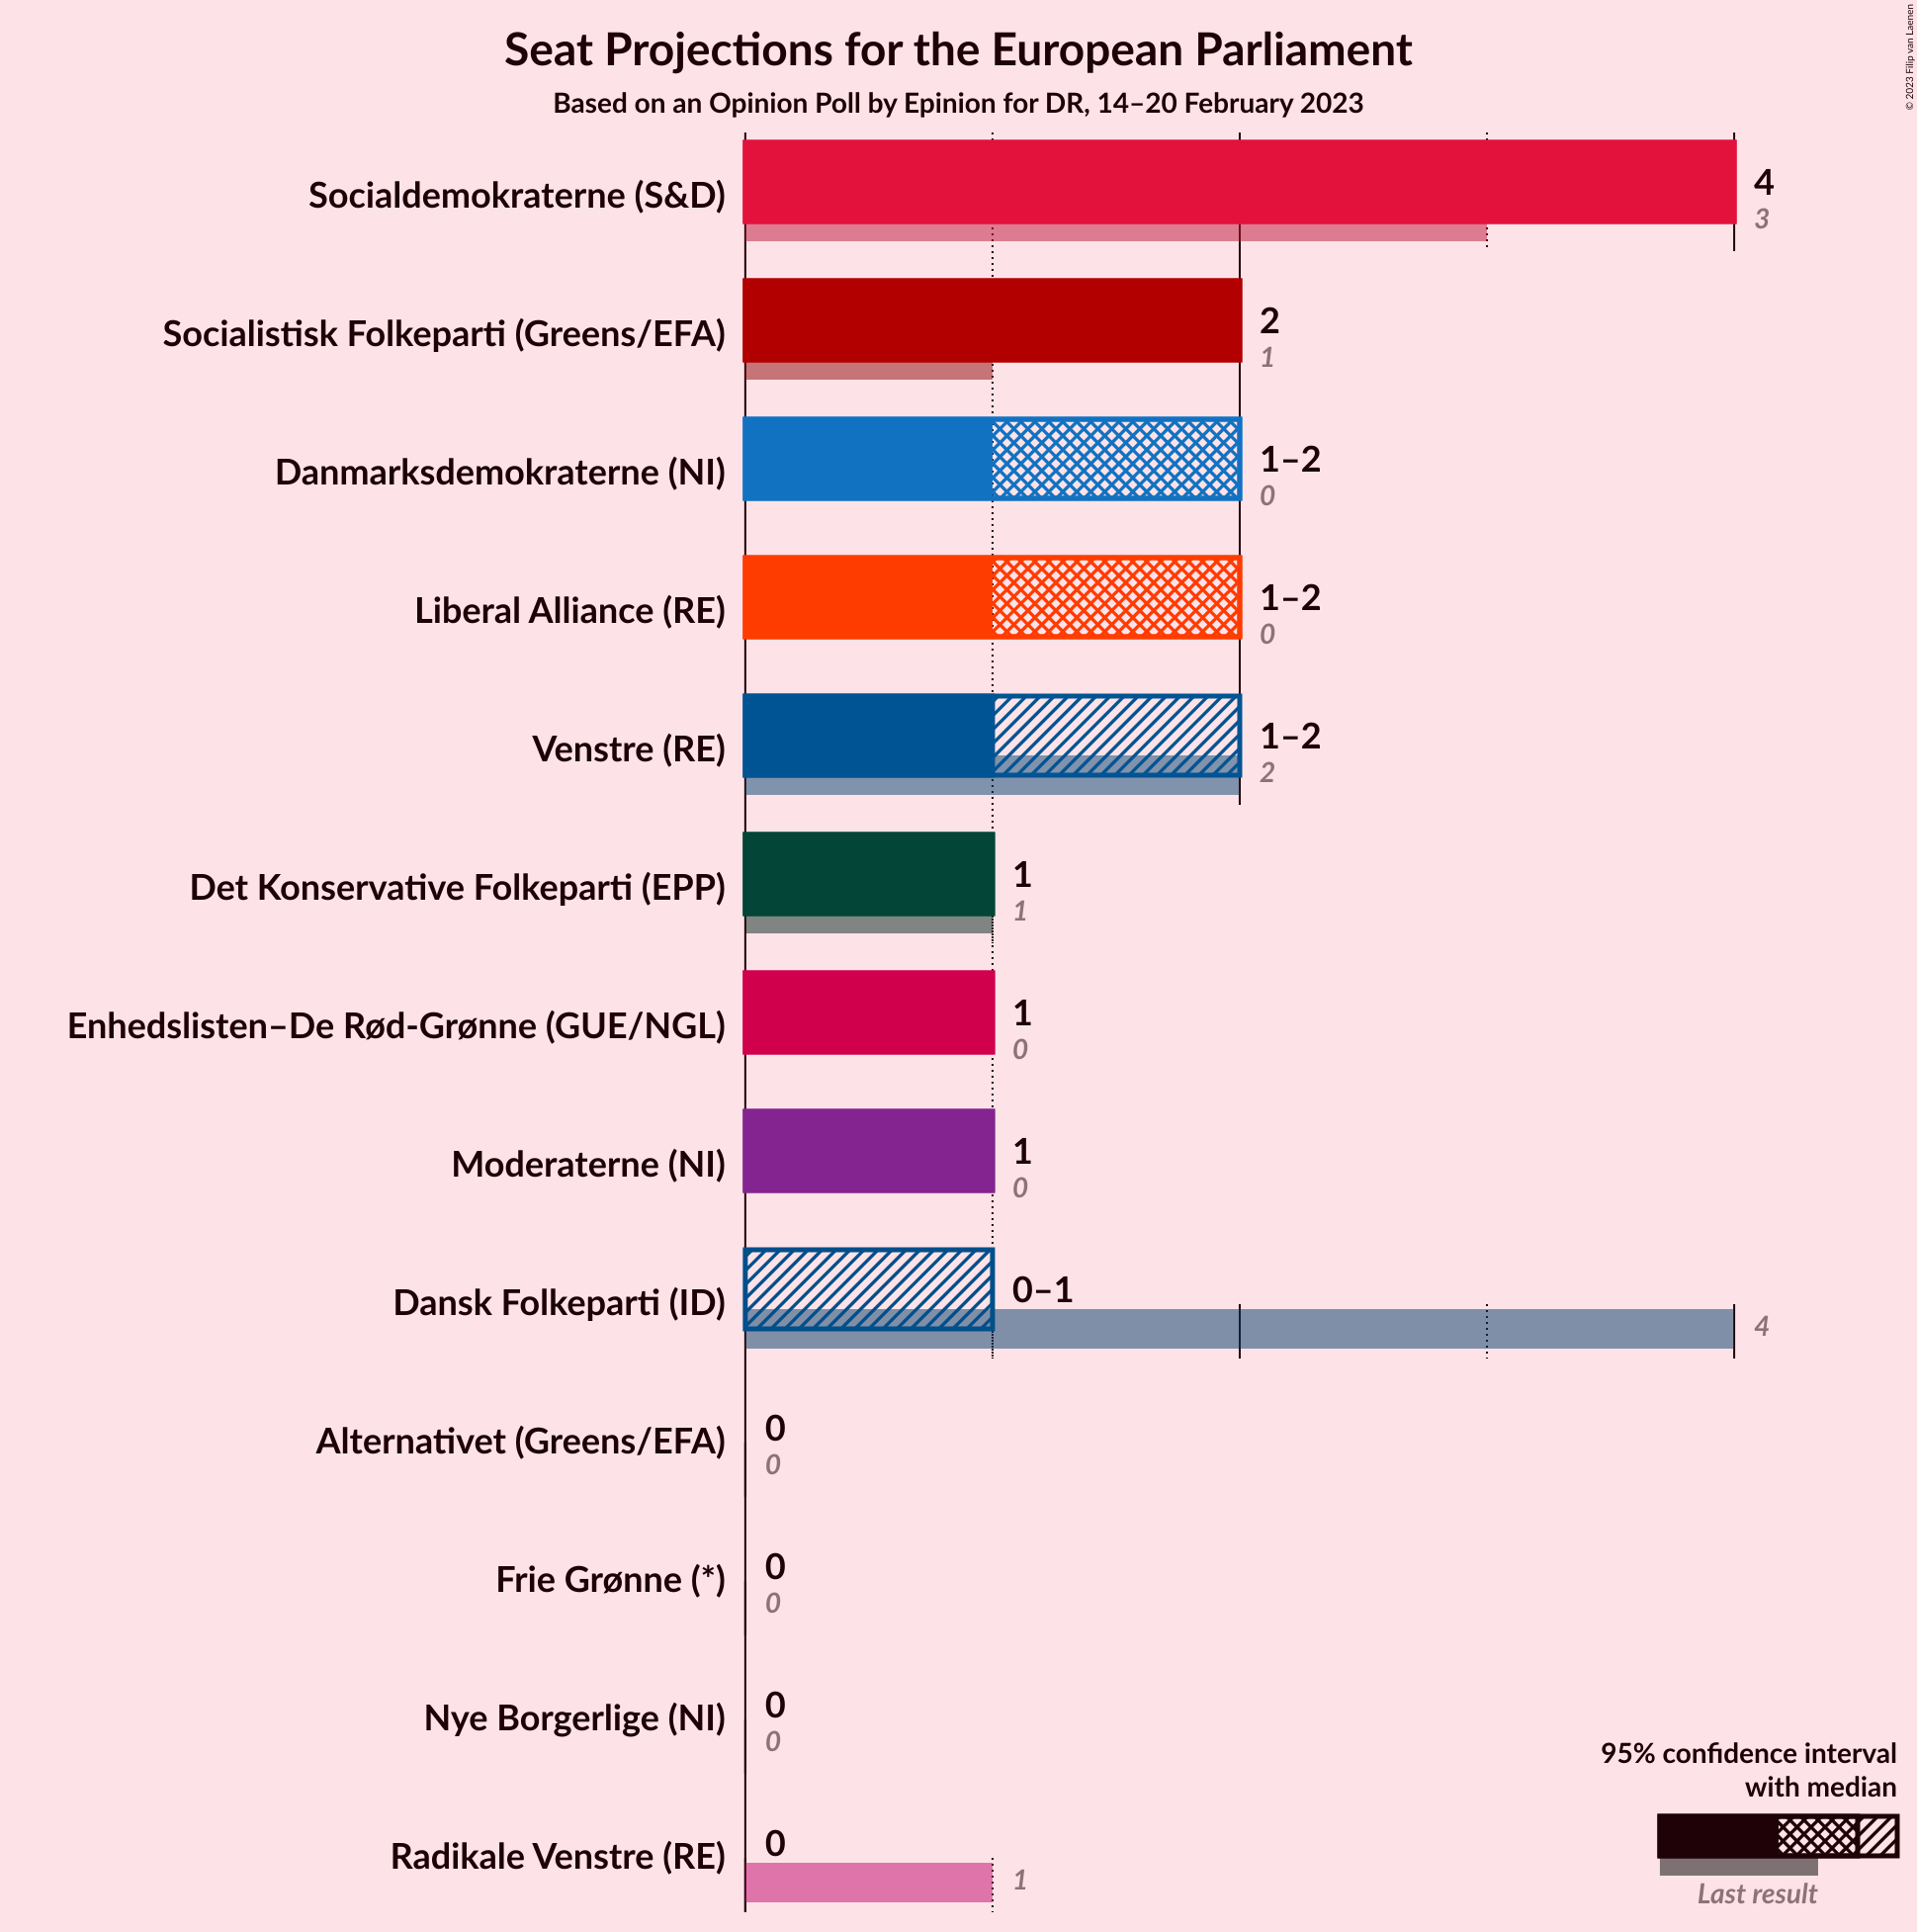 Seat Projections for the European Parliament
Based on an Opinion Poll by Epinion for DR, 14–20 February 2023
© 2023 Filip van Laenen
Socialdemokraterne (S&D)
4
3
Socialistisk Folkeparti (Greens/EFA)
2
1
Danmarksdemokraterne (NI)
1–2
0
Liberal Alliance (RE)
1–2
0
Venstre (RE)
1–2
2
Det Konservative Folkeparti (EPP)
1
1
Enhedslisten–De Rød-Grønne (GUE/NGL)
1
0
Moderaterne (NI)
1
0
Dansk Folkeparti (ID)
0–1
4
Alternativet (Greens/EFA)
0
0
Frie Grønne (*)
0
0
Nye Borgerlige (NI)
0
0
Radikale Venstre (RE)
0
1
95% confidence interval
with median
Last result